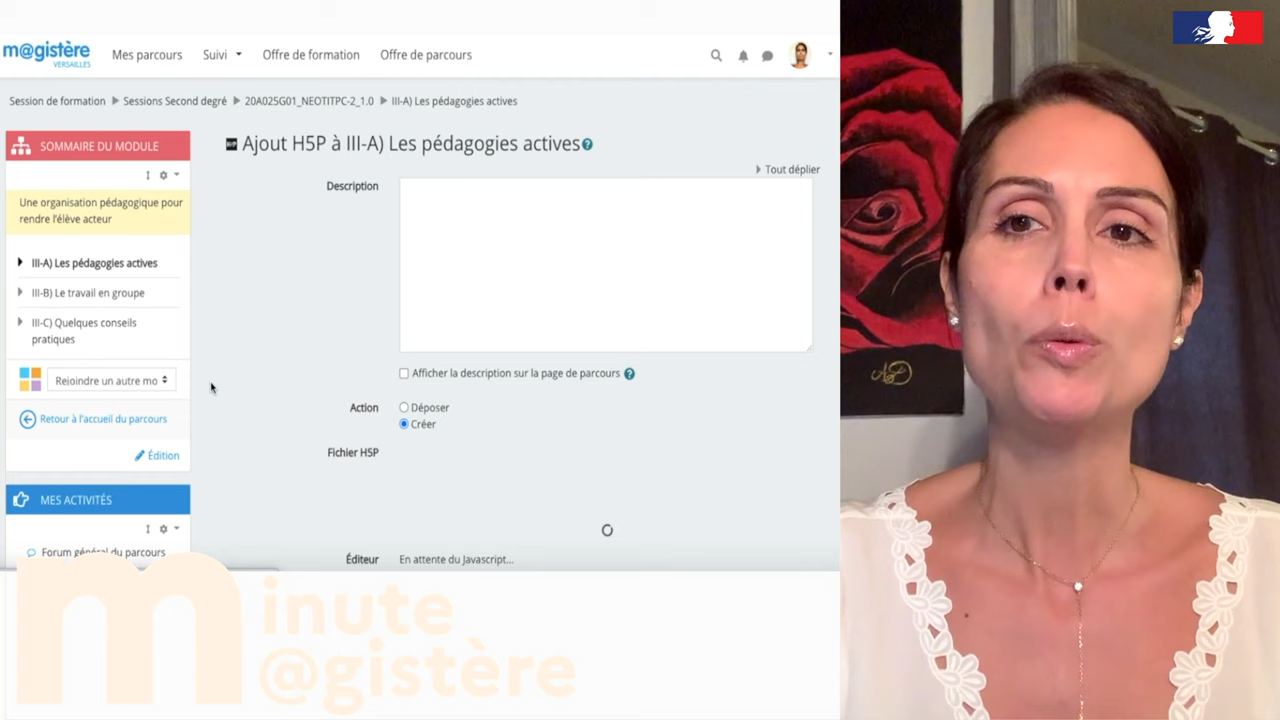 m@gistère
VERSAILLES
Mes parcours
Suivi
Offre de formation
Offre de parcours
Session de formation
Sessions Second degré
20A025G01_NEOTITPC-2_1.0
III-A) Les pédagogies actives
SOMMAIRE DU MODULE
Une organisation pédagogique pour
rendre l'élève acteur
III-A) Les pédagogies actives
III-B) Le travail en groupe
III-C) Quelques conseils
pratiques
Rejoindre un autre mo
Retour à l'accueil du parcours
Édition
MES ACTIVITÉS
Forum général du parcours
Ajout H5P à III-A) Les pédagogies actives
Tout déplier
Description
Afficher la description sur la page de parcours
Action
Déposer
Créer
Fichier H5P
Éditeur
En attente du Javascript...
minute
m@gistère